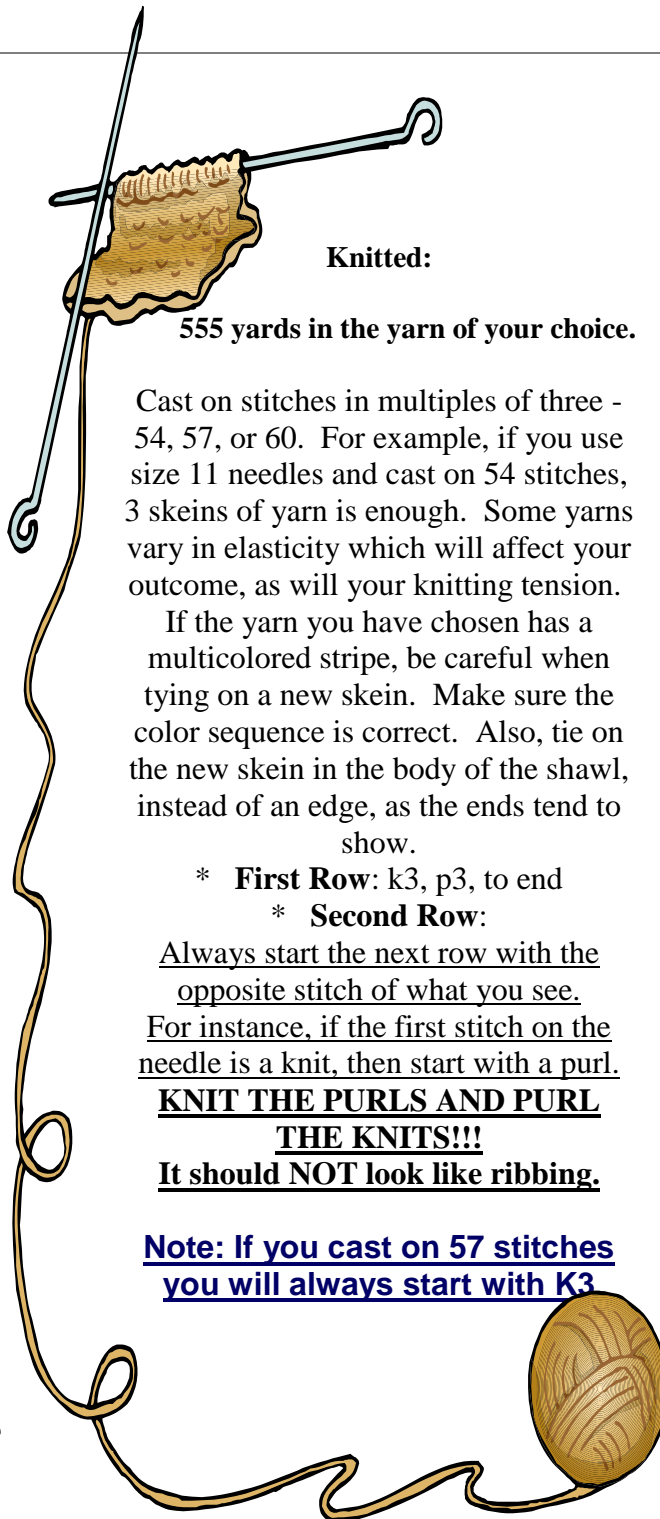 Knitted:
555 yards in the yarn of your choice.
Cast on stitches in multiples of three -
54, 57, or 60.  For example, if you use
size 11 needles and cast on 54 stitches,
3 skeins of yarn is enough.  Some yarns
vary in elasticity which will affect your
outcome, as will your knitting tension.
If the yarn you have chosen has a
multicolored stripe, be careful when
tying on a new skein.  Make sure the
color sequence is correct.  Also, tie on
the new skein in the body of the shawl,
instead of an edge, as the ends tend to
show.
*   First Row: k3, p3, to end
*   Second Row:
Always start the next row with the
opposite stitch of what you see.
For instance, if the first stitch on the
needle is a knit, then start with a purl.
KNIT THE PURLS AND PURL
THE KNITS!!!
It should NOT look like ribbing.
Note: If you cast on 57 stitches
you will always start with K3